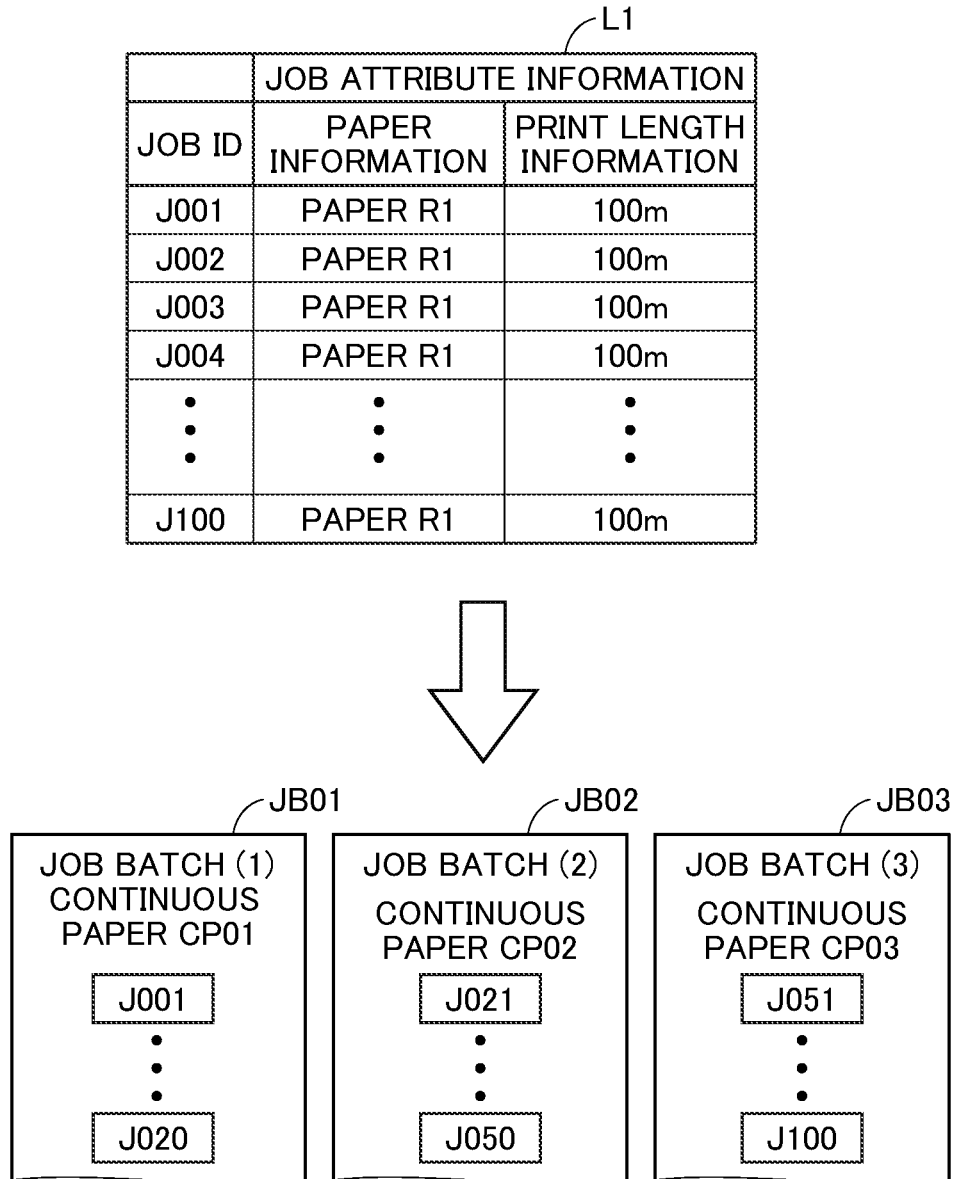 L1
JOB ATTRIBUTE INFORMATION
JOB ID
PAPER
INFORMATION
PRINT LENGTH
INFORMATION
J001 PAPER R1 100m
J002 PAPER R1 100m
J003 PAPER R1 100m
J004 PAPER R1 100m
J100 PAPER R1 100m
JB01
JOB BATCH (1)
CONTINUOUS
PAPER CP01
J001
J020
JB02
JOB BATCH (2)
CONTINUOUS
PAPER CP02
J021
J050
JB03
JOB BATCH (3)
CONTINUOUS
PAPER CP03
J051
J100